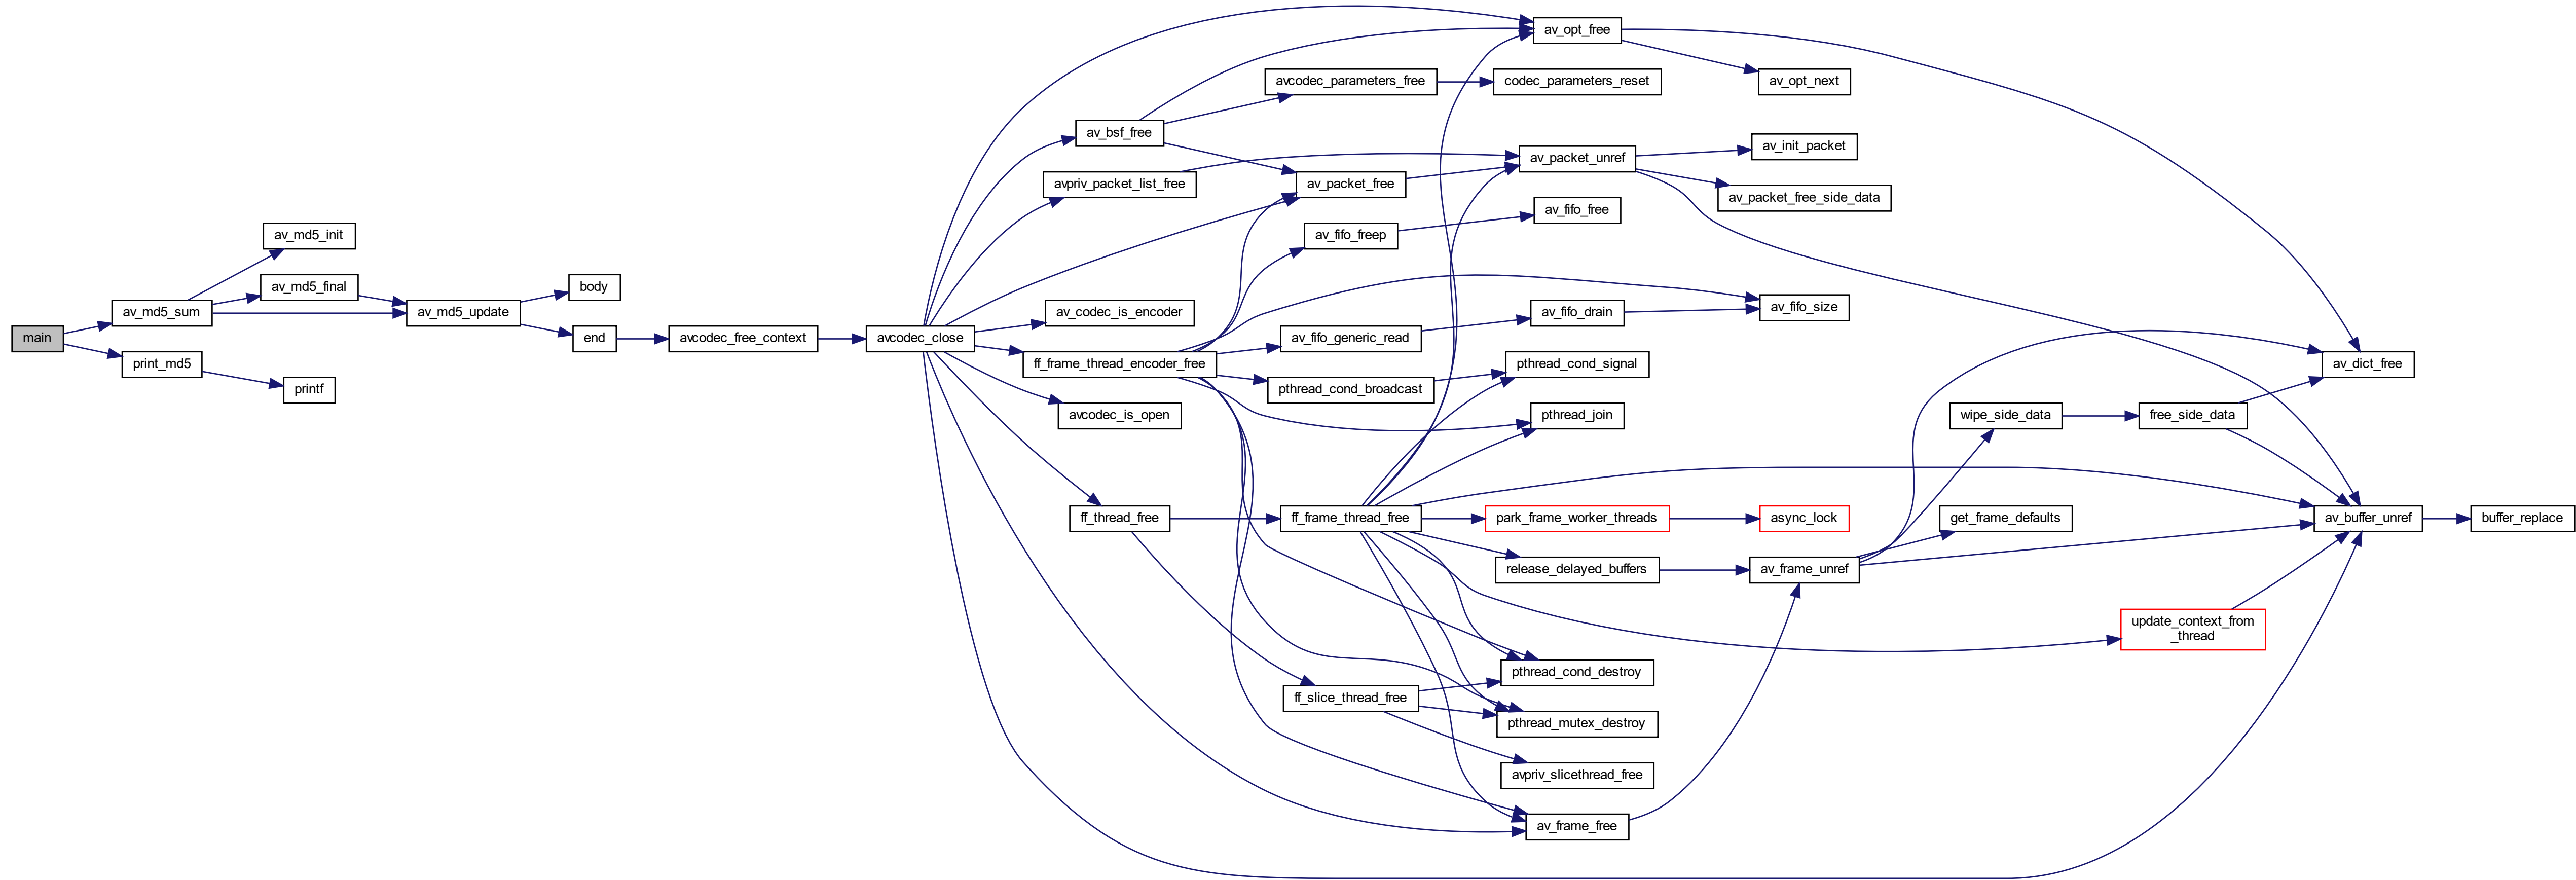 main
av_md5_sum
print_md5
av_md5_init
av_md5_final
printf
av_md5_update
body
end
avcodec_free_context
avcodec_close
av_bsf_free
avpriv_packet_list_free
av_codec_is_encoder
ff_frame_thread_encoder_free
avcodec_is_open
ff_thread_free
avcodec_parameters_free
av_packet_free
av_fifo_freep
av_fifo_generic_read
pthread_cond_broadcast
ff_frame_thread_free
ff_slice_thread_free
av_opt_free
codec_parameters_reset
av_packet_unref
av_fifo_free
av_fifo_drain
pthread_cond_signal
pthread_join
park_frame_worker_threads
release_delayed_buffers
pthread_cond_destroy
pthread_mutex_destroy
avpriv_slicethread_free
av_frame_free
av_opt_next
av_init_packet
av_packet_free_side_data
av_fifo_size
async_lock
av_frame_unref
wipe_side_data
get_frame_defaults
free_side_data
update_context_from
_thread
av_dict_free
av_buffer_unref
buffer_replace